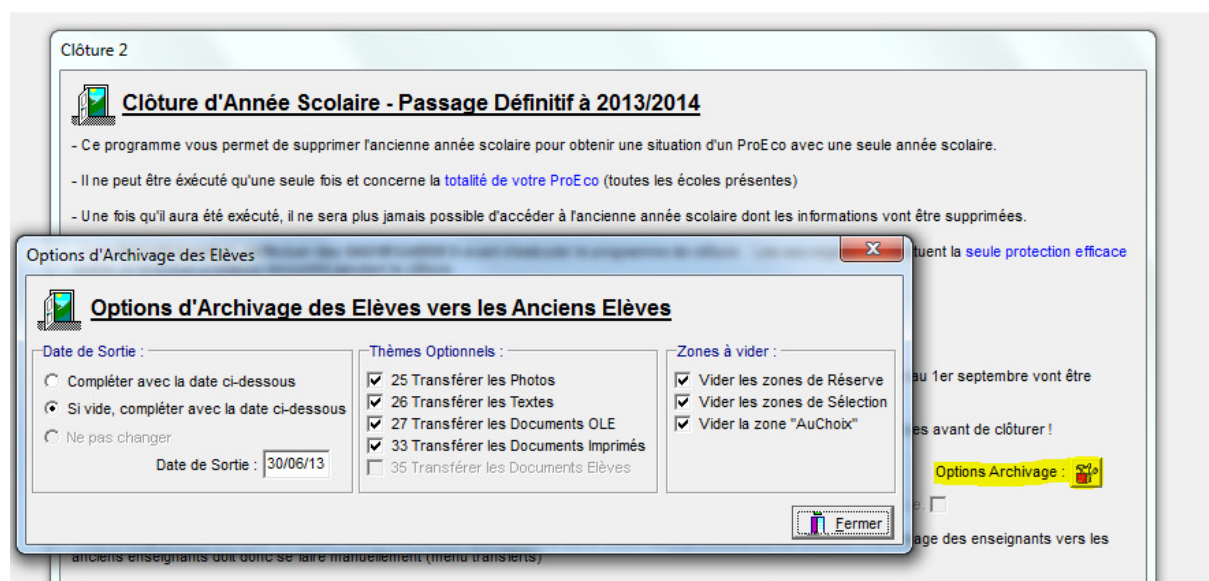 Clôture 2
Clôture d'Année Scolaire - Passage Définitif à 2013/2014
- Ce programme vous permet de supprimer l'ancienne année scolaire pour obtenir une situation d'un ProEco avec une seule année scolaire.
- Il ne peut être éxécuté qu'une seule fois et concerne la totalité de votre ProEco (toutes les écoles présentes)
- Une fois qu'il aura été exécuté, il ne sera plus jamais possible d'accéder à l'ancienne année scolaire dont les informations vont être supprimées.
tuent la seule protection efficace
Options d'Archivage des Elèves
Options d'Archivage des Elèves vers les Anciens Elèves
Date de Sortie :
Compléter avec la date ci-dessous
Si vide, compléter avec la date ci-dessous
Ne pas changer
Date de Sortie : 30/06/13
Thèmes Optionnels :
25 Transférer les Photos
26 Transférer les Textes
27 Transférer les Documents OLE
33 Transférer les Documents Imprimés
35 Transférer les Documents Elèves
Zones à vider :
Vider les zones de Réserve
Vider les zones de Sélection
Vider la zone "AuChoix"
Fermer
au 1er septembre vont être
es avant de clôturer !
Options Archivage :
e.
age des enseignants vers les
anciens enseignants doit donc se faire manuellement (menu transferts)